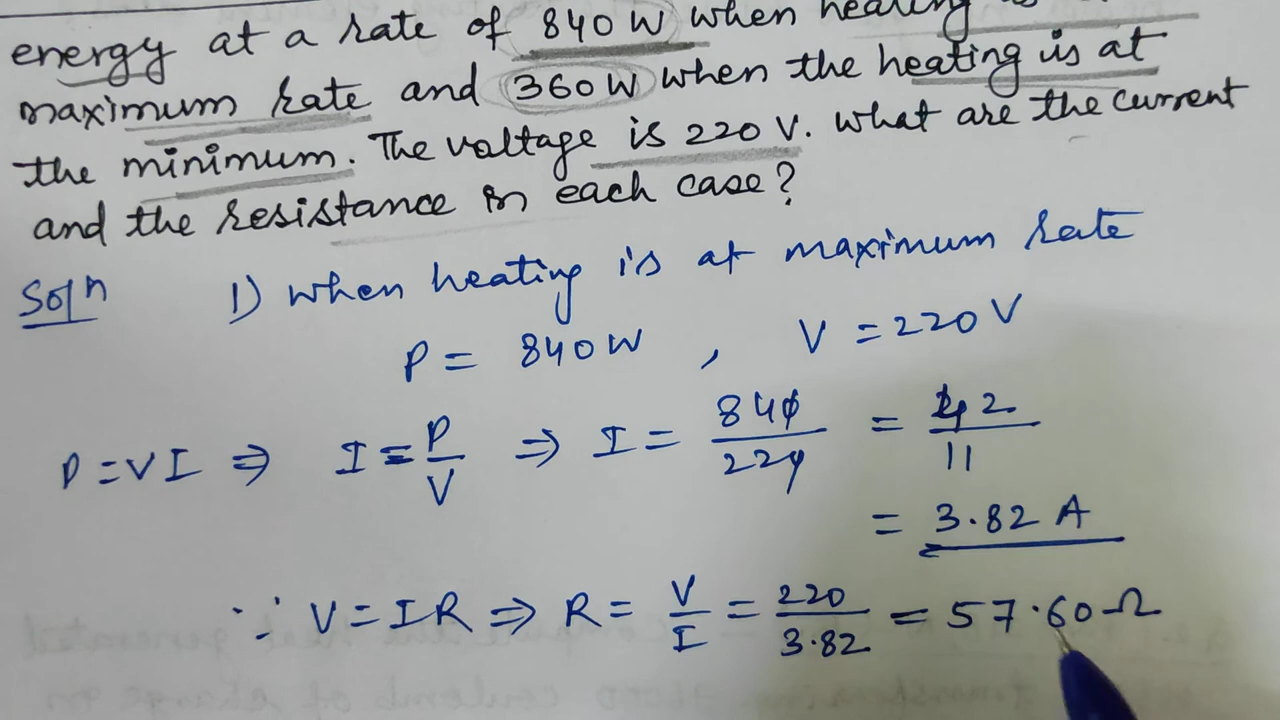 energy at a rate of 840 W when heating is
maximum rate and 360 W when the heating is at
the minimum. The voltage is 220 V. what are the current
and the resistance in each case?
Solⁿ 1) when heating is at maximum rate
P = 840 W , V = 220 V
P = VI ⇒ I = P/V ⇒ I = 840/220 = 42/11
= 3.82 A
∵ V = IR ⇒ R = V/I = 220/3.82 = 57.60 Ω